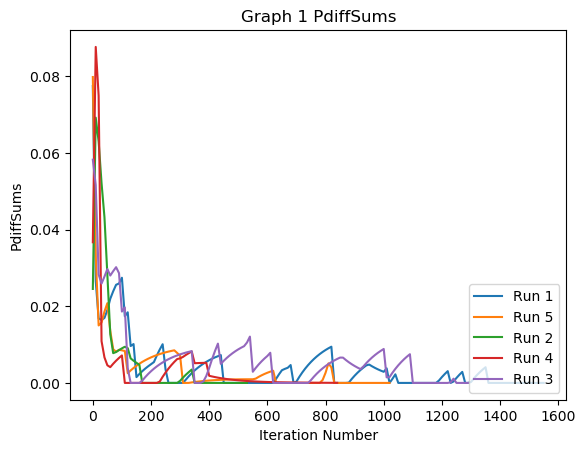 Graph 1 PdiffSums
PdiffSums
0.08
0.06
0.04
0.02
0.00
Run 1
Run 5
Run 2
Run 4
Run 3
0 200 400 600 800 1000 1200 1400 1600
Iteration Number